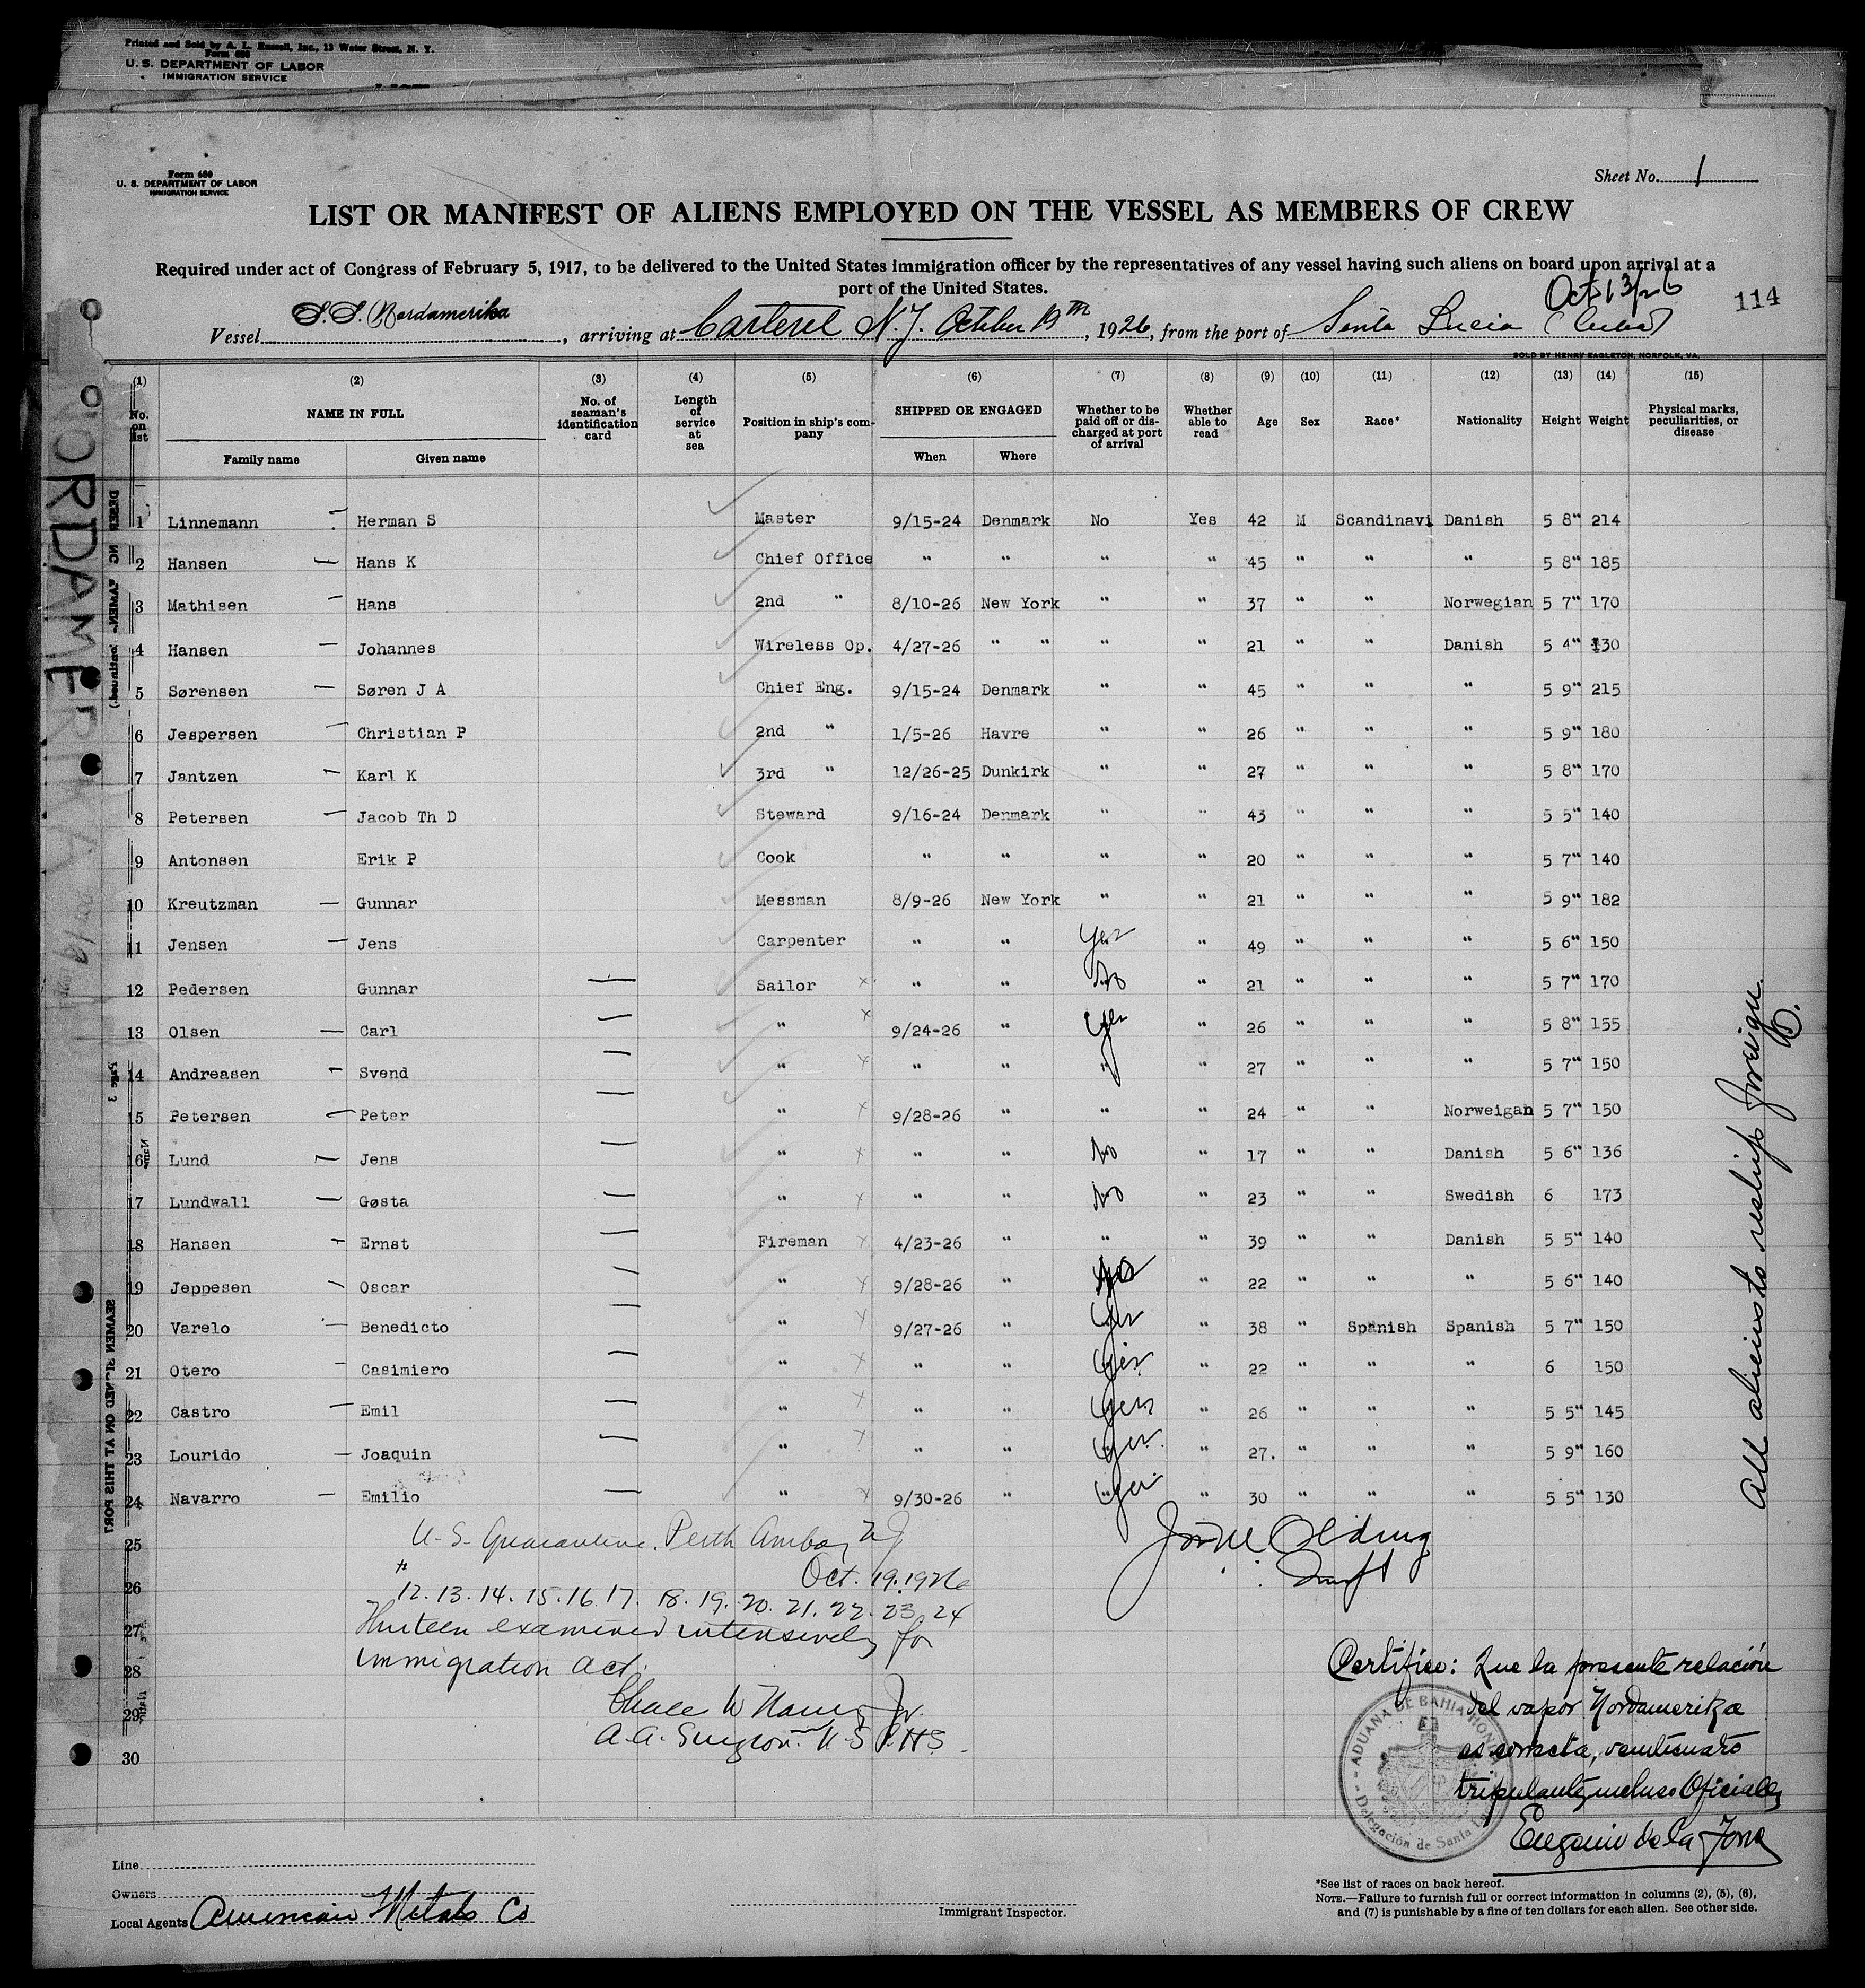 Printed and Sold by A. L. Russell, Inc., 13 Water Street, N. Y.
Form 680
U. S. DEPARTMENT OF LABOR
IMMIGRATION SERVICE
Form 680
U. S. DEPARTMENT OF LABOR
IMMIGRATION SERVICE
Sheet No. 1
LIST OR MANIFEST OF ALIENS EMPLOYED ON THE VESSEL AS MEMBERS OF CREW
Required under act of Congress of February 5, 1917, to be delivered to the United States immigration officer by the representatives of any vessel having such aliens on board upon arrival at a
port of the United States.
Oct 13/26
114
Vessel S.S. Nordamerika, arriving at Carteret N.J. October 19th, 1926, from the port of Santa Lucia (Cuba)
SOLD BY HENRY EAGLETON, NORFOLK, VA.
(1) (2) (3) (4) (5) (6) (7) (8) (9) (10) (11) (12) (13) (14) (15)
No. on list NAME IN FULL No. of seaman's identification card Length of service at sea Position in ship's company SHIPPED OR ENGAGED Whether to be paid off or discharged at port of arrival Whether able to read Age Sex Race* Nationality Height Weight Physical marks, peculiarities, or disease
Family name Given name When Where
1 Linnemann Herman S Master 9/15-24 Denmark No Yes 42 M Scandinavi Danish 5 8" 214
2 Hansen Hans K Chief Office " " " " 45 " " " 5 8" 185
3 Mathisen Hans 2nd " 8/10-26 New York " " 37 " " Norwegian 5 7" 170
4 Hansen Johannes Wireless Op. 4/27-26 " " " " 21 " " Danish 5 4" 130
5 Sørensen Søren J A Chief Eng. 9/15-24 Denmark " " 45 " " " 5 9" 215
6 Jespersen Christian P 2nd " 1/5-26 Havre " " 26 " " " 5 9" 180
7 Jantzen Karl K 3rd " 12/26-25 Dunkirk " " 27 " " " 5 8" 170
8 Petersen Jacob Th D Steward 9/16-24 Denmark " " 43 " " " 5 5" 140
9 Antonsen Erik P Cook " " " " 20 " " " 5 7" 140
10 Kreutzman Gunnar Messman 8/9-26 New York " " 21 " " " 5 9" 182
11 Jensen Jens Carpenter " " Yes " 49 " " " 5 6" 150
12 Pedersen Gunnar Sailor x " " No " 21 " " " 5 7" 170
13 Olsen Carl " x 9/24-26 " Yes " 26 " " " 5 8" 155
14 Andreasen Svend " x " " " " 27 " " " 5 7" 150
15 Petersen Peter " x 9/28-26 " " " 24 " " Norweigan 5 7" 150
16 Lund Jens " x " " No " 17 " " Danish 5 6" 136
17 Lundwall Gøsta " x " " No " 23 " " Swedish 6 173
18 Hansen Ernst Fireman x 4/23-26 " " " 39 " " Danish 5 5" 140
19 Jeppesen Oscar " x 9/28-26 " " 22 " " " 5 6" 140
20 Varelo Benedicto " x 9/27-26 " Yes " 38 " Spanish Spanish 5 7" 150
21 Otero Casimiero " x " " Yes " 22 " " " 6 150
22 Castro Emil " x " " Yes " 26 " " " 5 5" 145
23 Lourido Joaquin " x " " Yes " 27. " " " 5 9" 160
24 Navarro Emilio " x 9/30-26 " Yes " 30 " " " 5 5" 130
25
26
27
28
29
30
U.S. Quarantine, Perth Amboy NJ
Oct. 19. 1926
# 12. 13. 14. 15. 16. 17. 18. 19. 20. 21. 22. 23. 24
Thirteen examined intensively for
immigration act.
A. A. Surgeon. U.S. P.H.S.
All aliens to reship foreign.
NORDAMERIKA
SEAMEN SIGNED ON AT THIS PORT
Certifico: Que la presente relación
del vapor Nordamerika
es correcta, veinticuatro
tripulantes incluso Oficiales
Eugenio de la Torre
ADUANA DE BAHIA HONDA
Delegación de Santa Lucia
Line
Owners
Local Agents American Metals Co
Immigrant Inspector.
*See list of races on back hereof.
NOTE.—Failure to furnish full or correct information in columns (2), (5), (6),
and (7) is punishable by a fine of ten dollars for each alien. See other side.